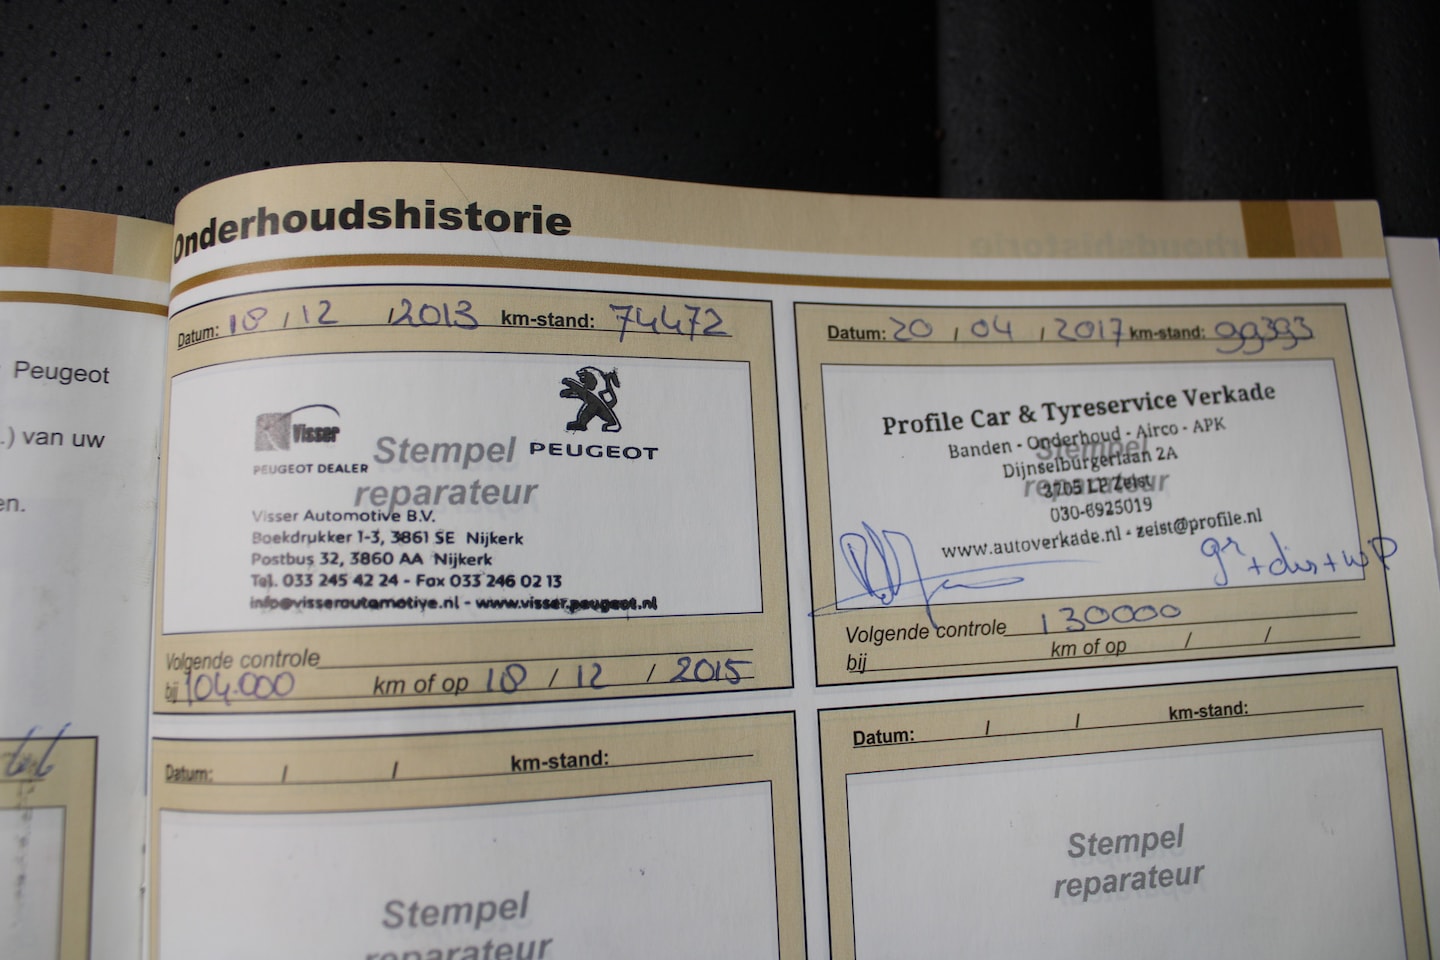 Onderhoudshistorie
Peugeot
.) van uw
en.
Datum: 18 / 12 / 2013 km-stand: 74472
Visser
PEUGEOT DEALER
PEUGEOT
Stempel
reparateur
Visser Automotive B.V.
Boekdrukker 1-3, 3861 SE Nijkerk
Postbus 32, 3860 AA Nijkerk
Tel. 033 245 42 24 - Fax 033 246 02 13
info@visserautomotive.nl - www.visser.peugeot.nl
Volgende controle
bij 104.000 km of op 18 / 12 / 2015
Datum: 20 / 04 / 2017 km-stand: 99393
Profile Car & Tyreservice Verkade
Banden - Onderhoud - Airco - APK
Stempel
Dijnselburgerlaan 2A
reparateur
3705 LP Zeist
030-6925019
www.autoverkade.nl - zeist@profile.nl
gr + dis + wP
Volgende controle 130000
bij km of op / /
Datum: / / km-stand:
Stempel
reparateur
Datum: / / km-stand:
Stempel
reparateur